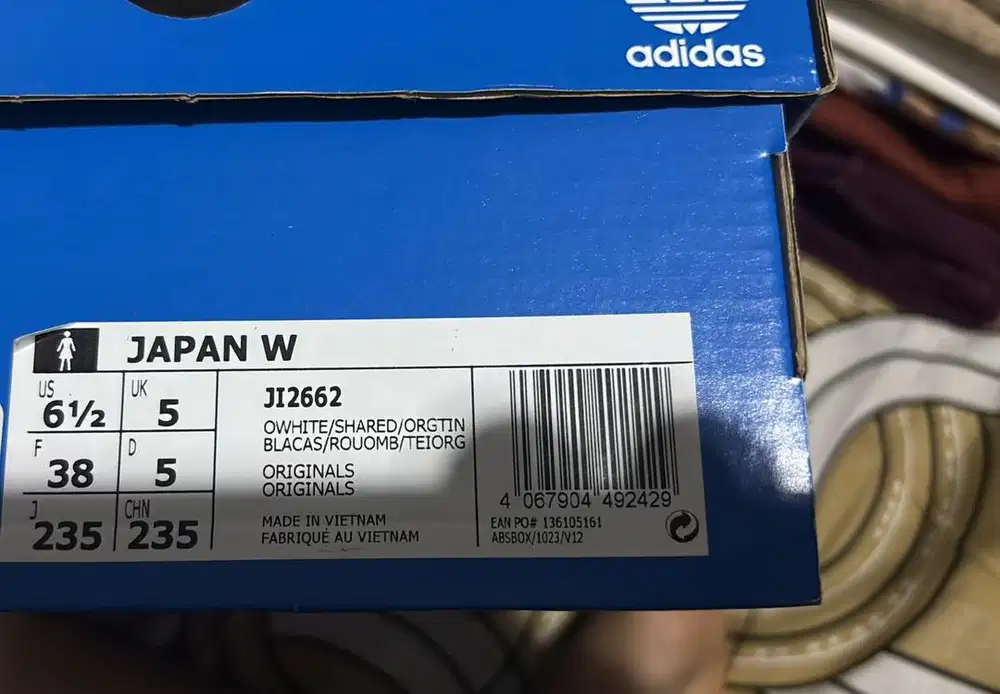 adidas
JAPAN W
US 6½ UK 5
F 38 D 5
J 235 CHN 235
JI2662
OWHITE/SHARED/ORGTIN
BLACAS/ROUOMB/TEIORG
ORIGINALS
ORIGINALS
MADE IN VIETNAM
FABRIQUÉ AU VIETNAM
4 067904 492429
EAN PO# 136105161
ABSBOX/1023/V12